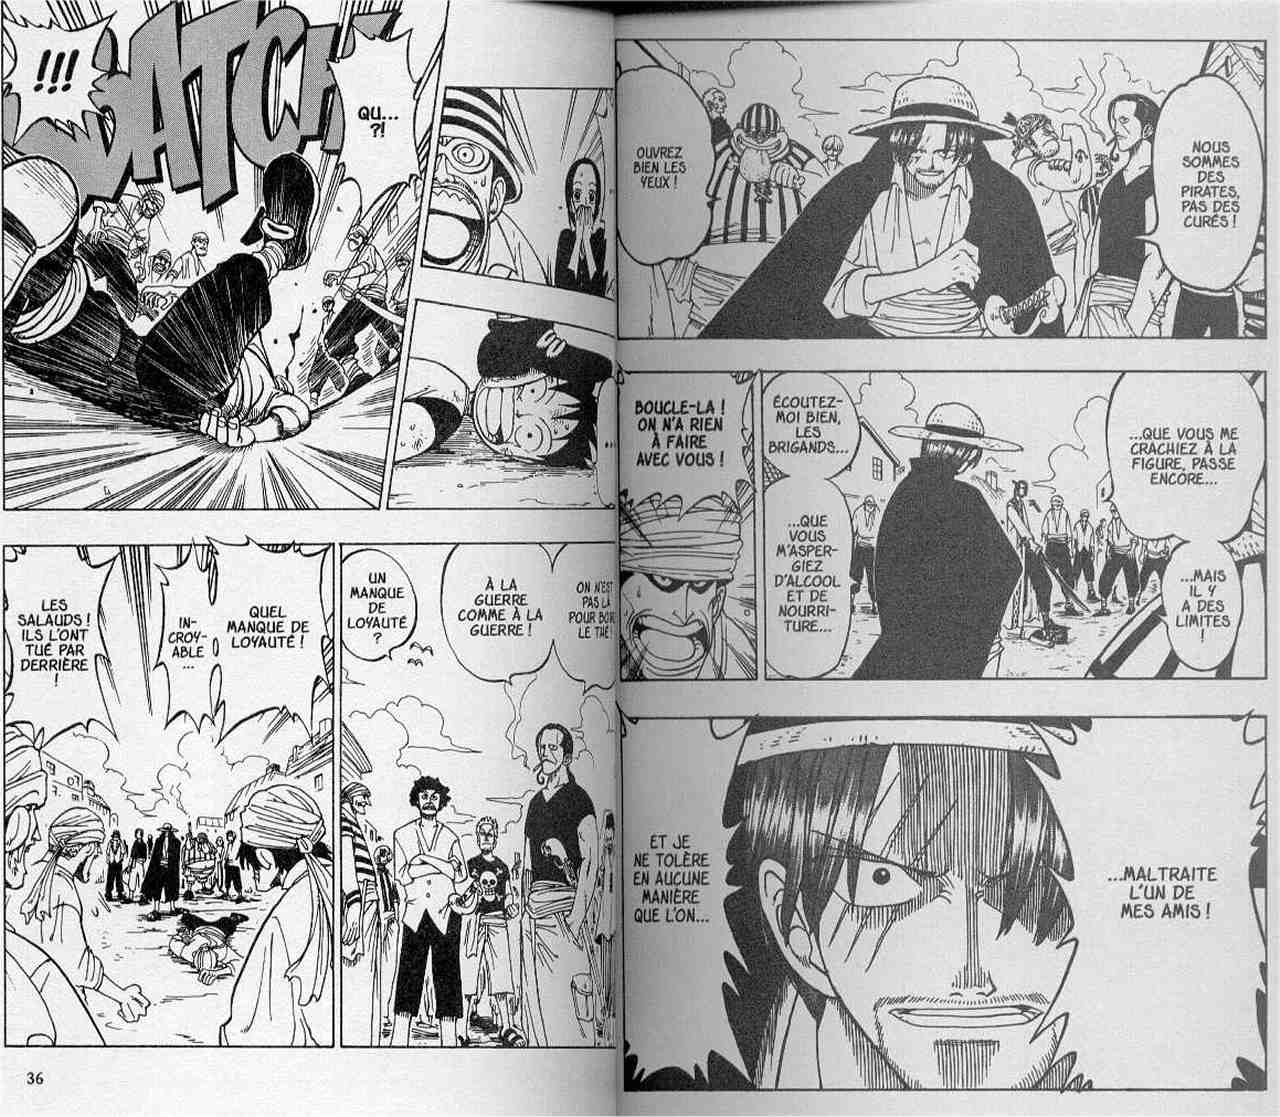 !!!
QU...
?!
LES
SALAUDS !
ILS L'ONT
TUÉ PAR
DERRIÈRE
!
IN-
CROY-
ABLE
...
QUEL
MANQUE DE
LOYAUTÉ !
UN
MANQUE
DE
LOYAUTÉ
?
À LA
GUERRE
COMME À LA
GUERRE !
ON N'EST
PAS LÀ
POUR BOIRE
LE THÉ !
36
OUVREZ
BIEN LES
YEUX !
NOUS
SOMMES
DES
PIRATES,
PAS DES
CURÉS !
BOUCLE-LA !
ON N'A RIEN
À FAIRE
AVEC VOUS !
ÉCOUTEZ-
MOI BIEN,
LES
BRIGANDS...
...QUE
VOUS
M'ASPER-
GIEZ
D'ALCOOL
ET DE
NOURRI-
TURE...
...QUE VOUS ME
CRACHIEZ À LA
FIGURE, PASSE
ENCORE...
...MAIS
IL Y
A DES
LIMITES
!
ET JE
NE TOLÈRE
EN AUCUNE
MANIÈRE
QUE L'ON...
...MALTRAITE
L'UN DE
MES AMIS !